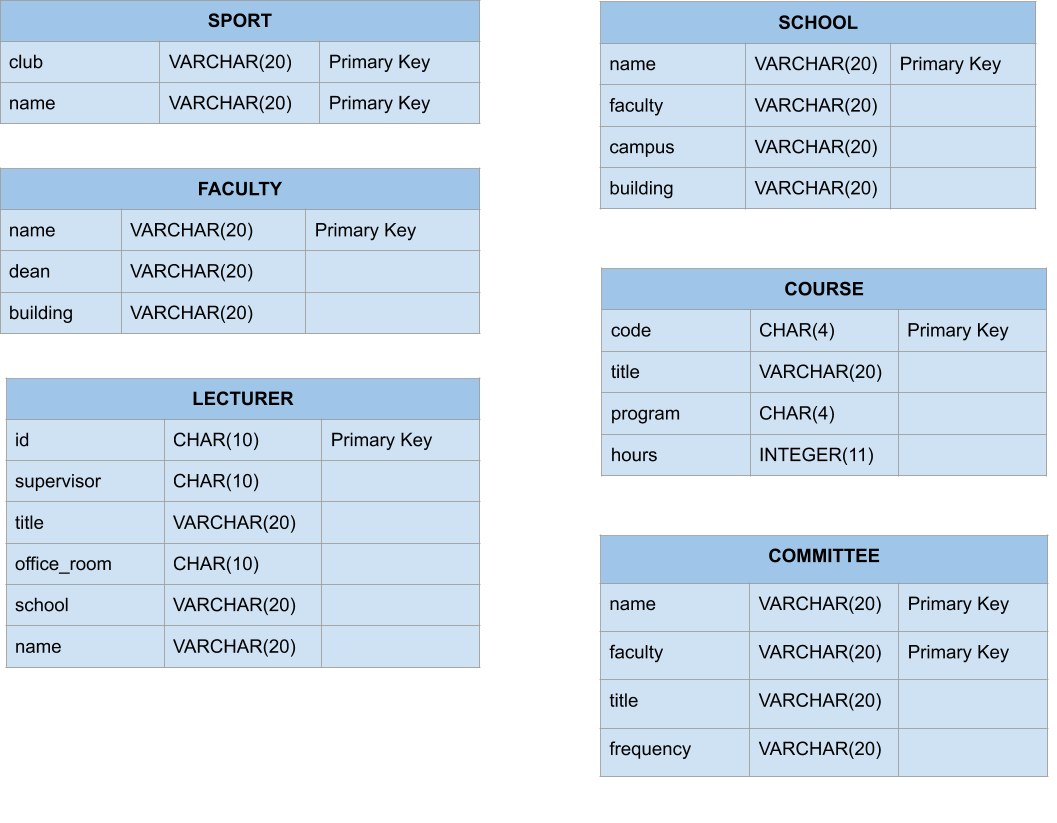 SPORT
club VARCHAR(20) Primary Key
name VARCHAR(20) Primary Key
FACULTY
name VARCHAR(20) Primary Key
dean VARCHAR(20)
building VARCHAR(20)
LECTURER
id CHAR(10) Primary Key
supervisor CHAR(10)
title VARCHAR(20)
office_room CHAR(10)
school VARCHAR(20)
name VARCHAR(20)
SCHOOL
name VARCHAR(20) Primary Key
faculty VARCHAR(20)
campus VARCHAR(20)
building VARCHAR(20)
COURSE
code CHAR(4) Primary Key
title VARCHAR(20)
program CHAR(4)
hours INTEGER(11)
COMMITTEE
name VARCHAR(20) Primary Key
faculty VARCHAR(20) Primary Key
title VARCHAR(20)
frequency VARCHAR(20)